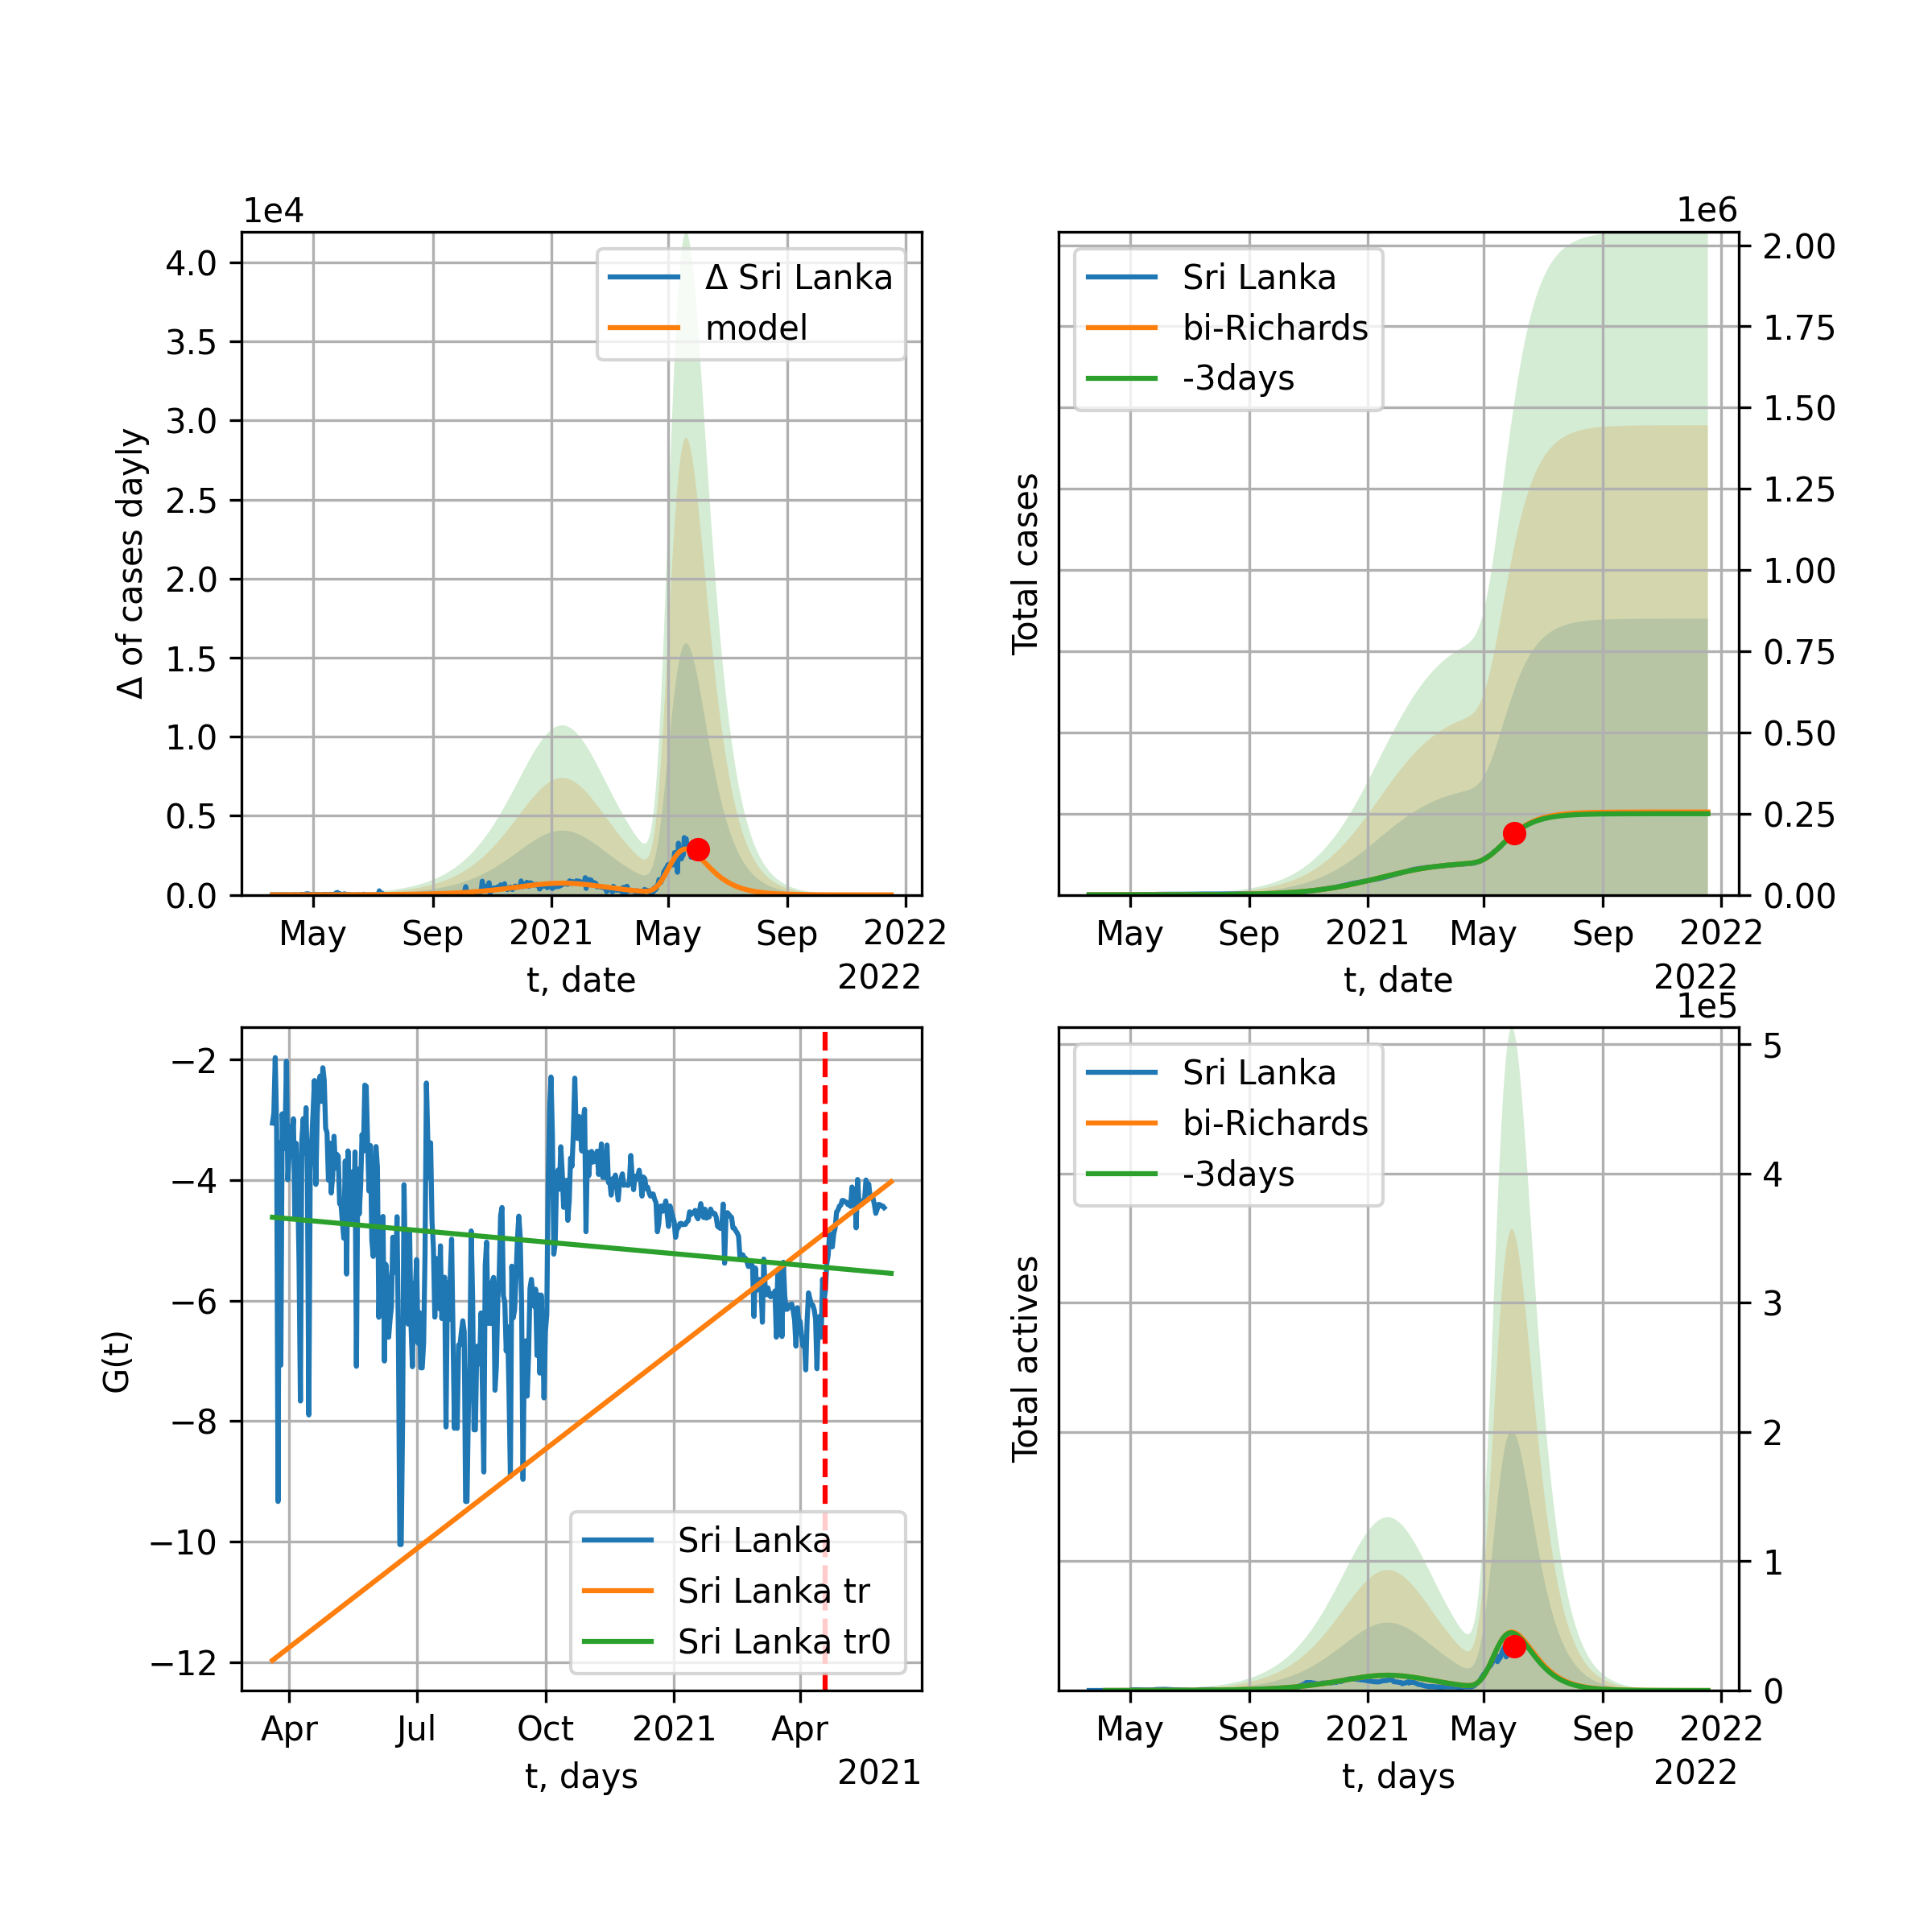 1e4
Δ of cases dayly
4.0
3.5
3.0
2.5
2.0
1.5
1.0
0.5
0.0
Δ Sri Lanka
model
May Sep 2021 May Sep 2022
t, date
2022
1e6
Total cases
Sri Lanka
bi-Richards
-3days
2.00
1.75
1.50
1.25
1.00
0.75
0.50
0.25
0.00
May Sep 2021 May Sep 2022
t, date
2022
G(t)
−2
−4
−6
−8
−10
−12
Sri Lanka
Sri Lanka tr
Sri Lanka tr0
Apr Jul Oct 2021 Apr
t, days
2021
1e5
Total actives
Sri Lanka
bi-Richards
-3days
5
4
3
2
1
0
May Sep 2021 May Sep 2022
t, days
2022